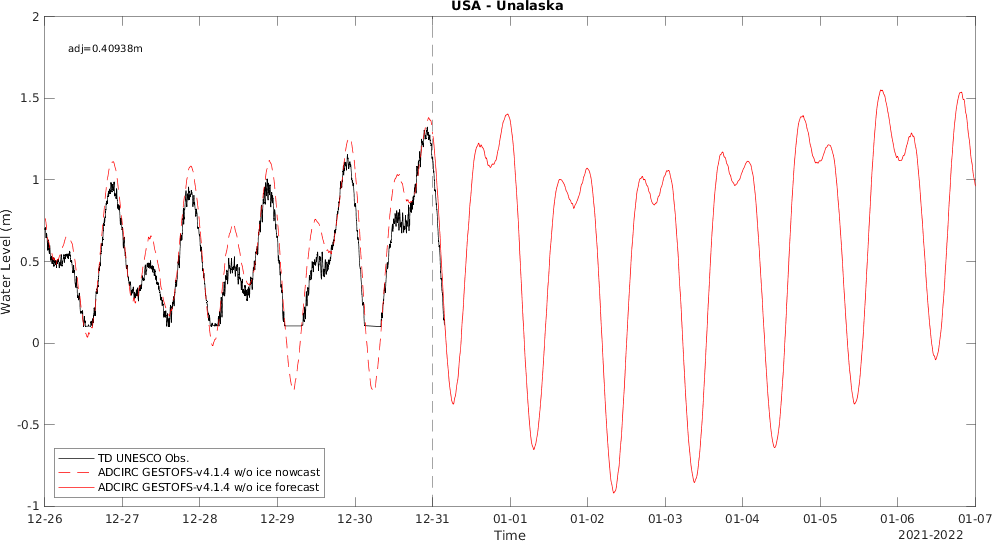 USA - Unalaska
adj=0.40938m
Water Level (m)
2
1.5
1
0.5
0
-0.5
-1
TD UNESCO Obs.
ADCIRC GESTOFS-v4.1.4 w/o ice nowcast
ADCIRC GESTOFS-v4.1.4 w/o ice forecast
12-26 12-27 12-28 12-29 12-30 12-31 01-01 01-02 01-03 01-04 01-05 01-06 01-07
Time
2021-2022